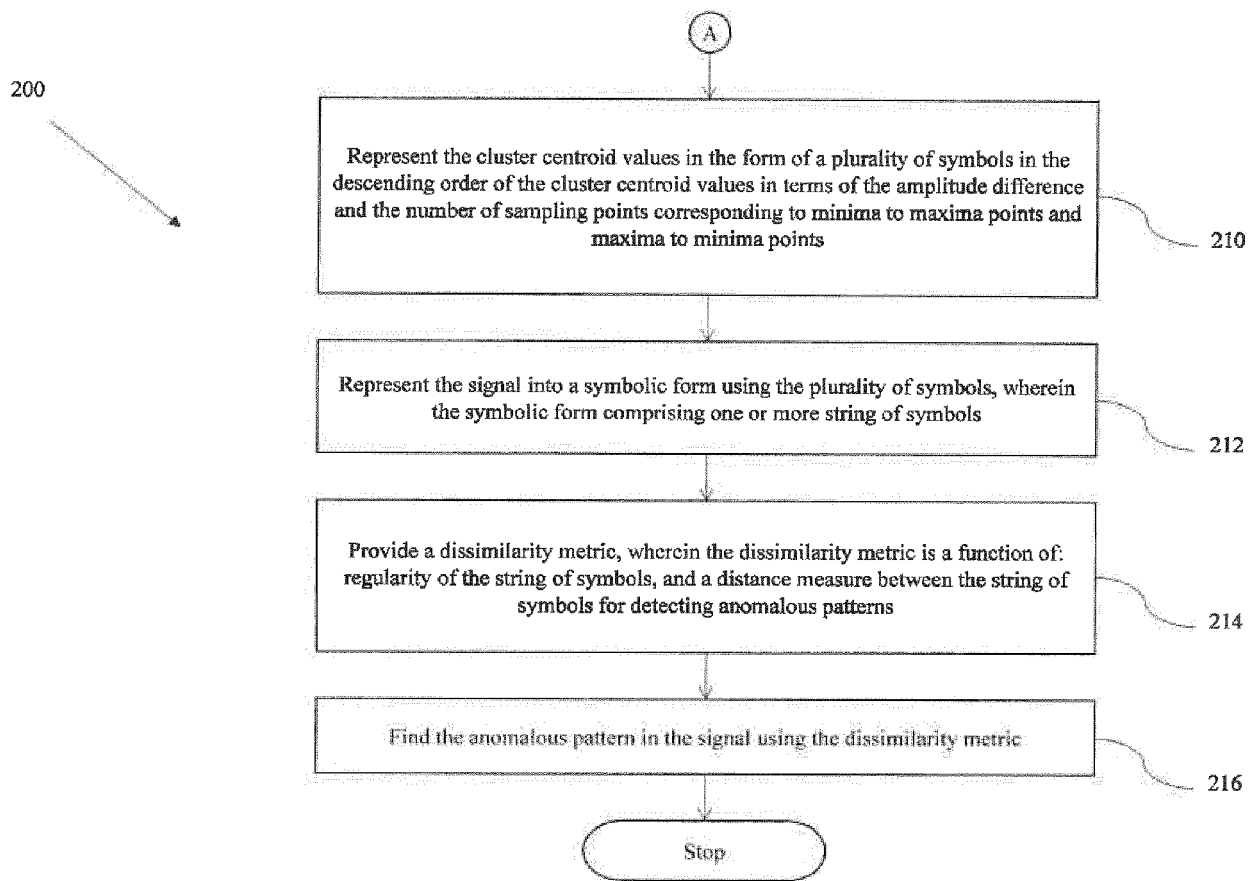 A
200
Represent the cluster centroid values in the form of a plurality of symbols in the
descending order of the cluster centroid values in terms of the amplitude difference
and the number of sampling points corresponding to minima to maxima points and
maxima to minima points
210
Represent the signal into a symbolic form using the plurality of symbols, wherein
the symbolic form comprising one or more string of symbols
212
Provide a dissimilarity metric, wherein the dissimilarity metric is a function of:
regularity of the string of symbols, and a distance measure between the string of
symbols for detecting anomalous patterns
214
Find the anomalous pattern in the signal using the dissimilarity metric
216
Stop